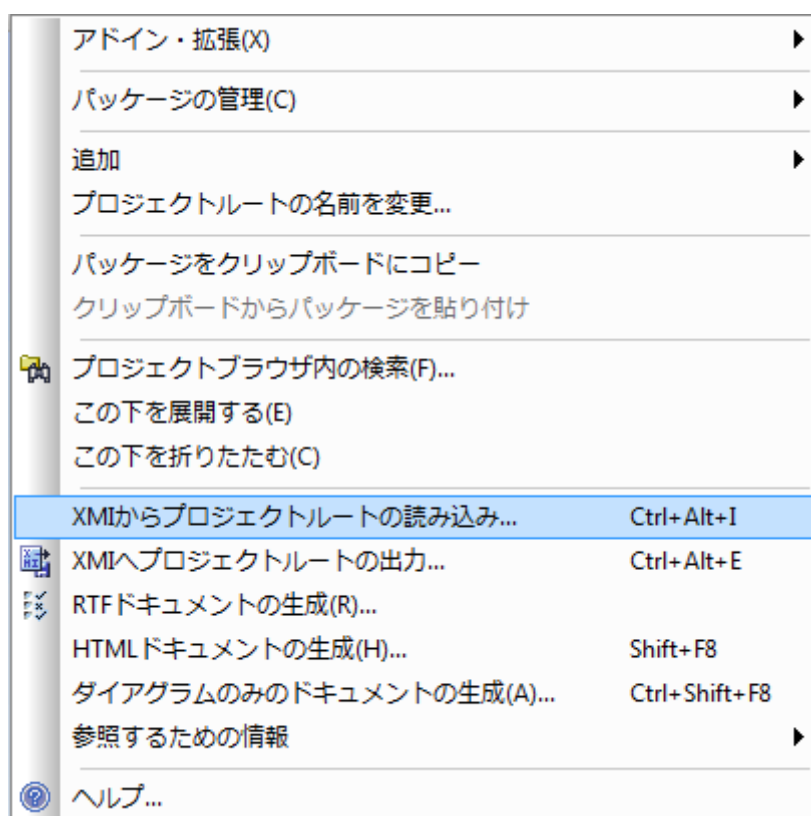 アドイン・拡張(X)
パッケージの管理(C)
追加
プロジェクトルートの名前を変更...
パッケージをクリップボードにコピー
クリップボードからパッケージを貼り付け
プロジェクトブラウザ内の検索(F)...
この下を展開する(E)
この下を折りたたむ(C)
XMIからプロジェクトルートの読み込み... Ctrl+Alt+I
XMIへプロジェクトルートの出力... Ctrl+Alt+E
RTFドキュメントの生成(R)...
HTMLドキュメントの生成(H)... Shift+F8
ダイアグラムのみのドキュメントの生成(A)... Ctrl+Shift+F8
参照するための情報
ヘルプ...